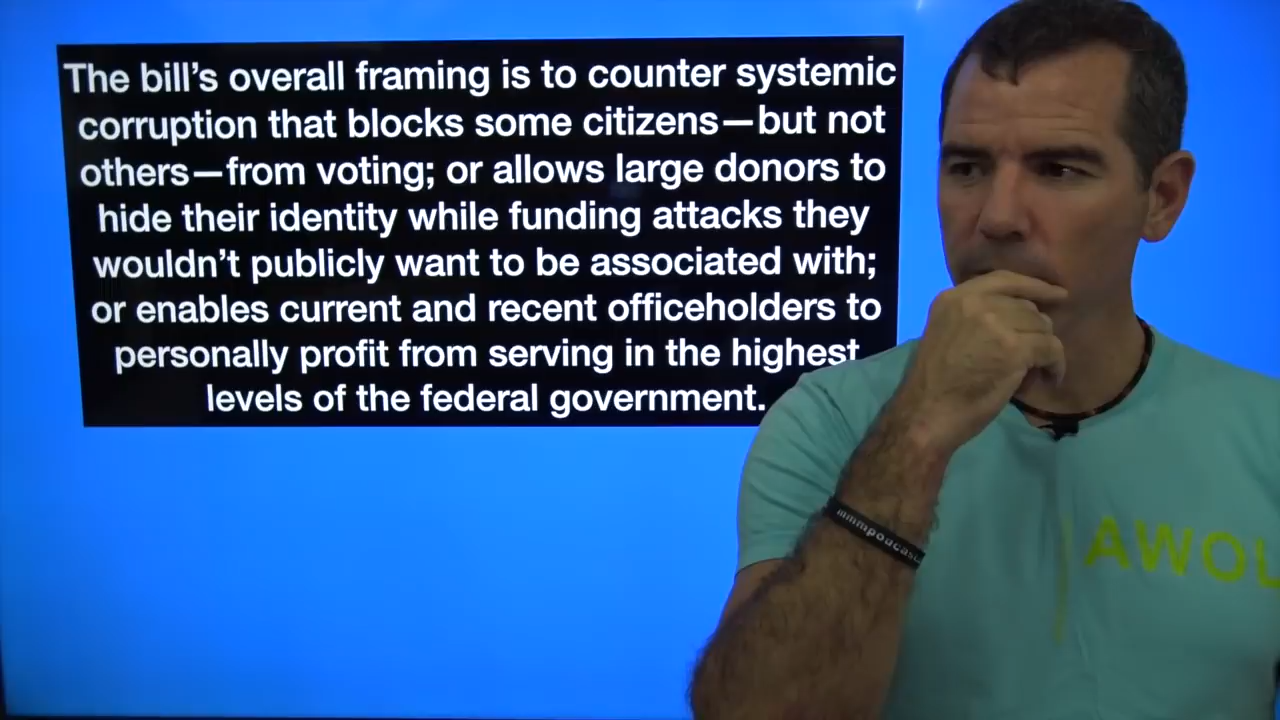 The bill's overall framing is to counter systemic
corruption that blocks some citizens—but not
others—from voting; or allows large donors to
hide their identity while funding attacks they
wouldn't publicly want to be associated with;
or enables current and recent officeholders to
personally profit from serving in the highest
levels of the federal government.
AWOL